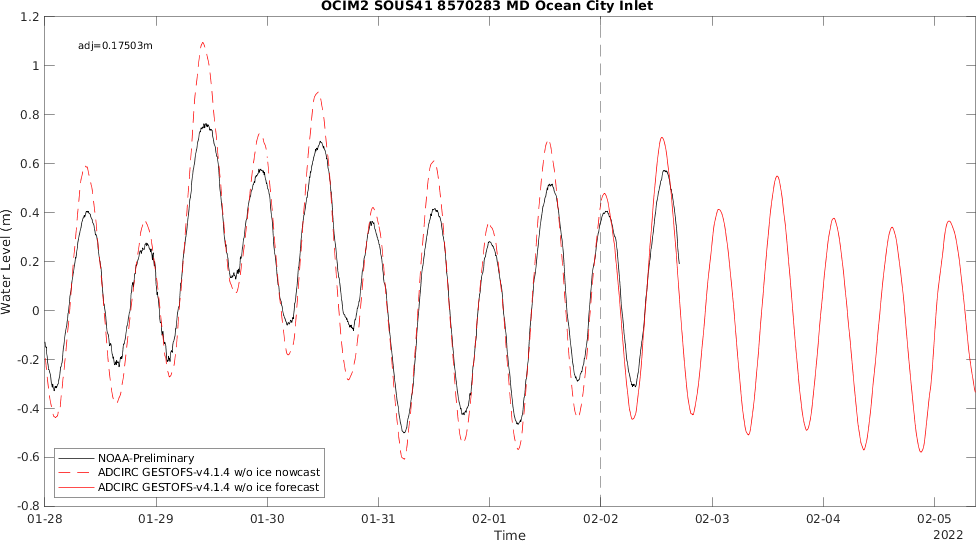 OCIM2 SOUS41 8570283 MD Ocean City Inlet
adj=0.17503m
1.2
1
0.8
0.6
0.4
0.2
0
-0.2
-0.4
-0.6
-0.8
Water Level (m)
NOAA-Preliminary
ADCIRC GESTOFS-v4.1.4 w/o ice nowcast
ADCIRC GESTOFS-v4.1.4 w/o ice forecast
01-28 01-29 01-30 01-31 02-01 02-02 02-03 02-04 02-05
Time
2022